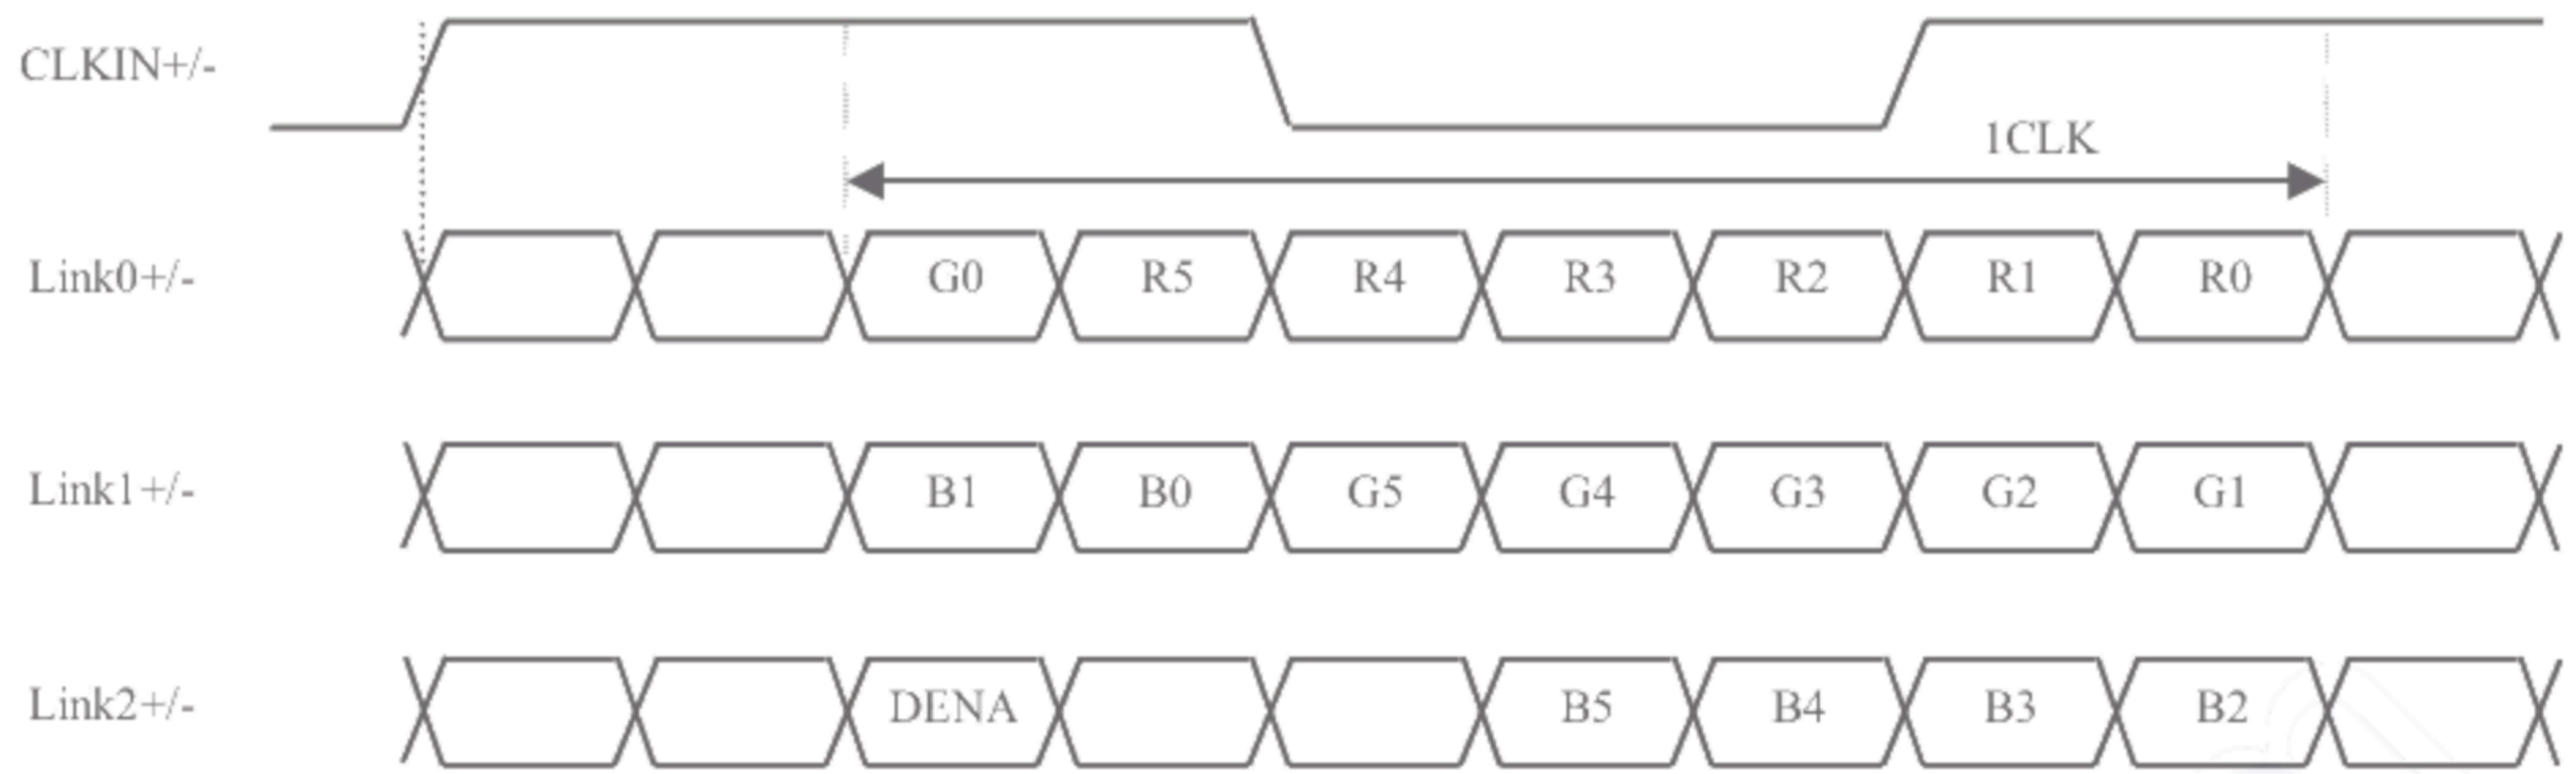 CLKIN+/-
1CLK
Link0+/- G0 R5 R4 R3 R2 R1 R0
Link1+/- B1 B0 G5 G4 G3 G2 G1
Link2+/- DENA B5 B4 B3 B2